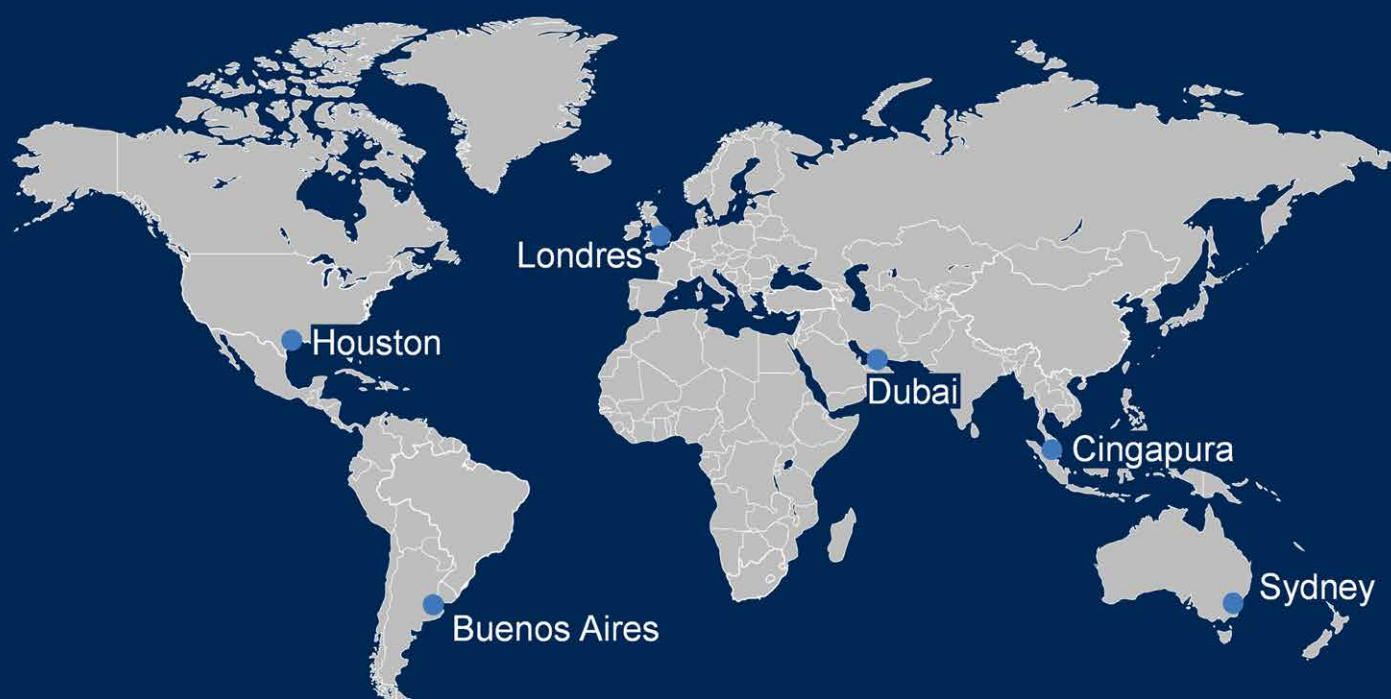 Londres
Houston
Dubai
Cingapura
Sydney
Buenos Aires